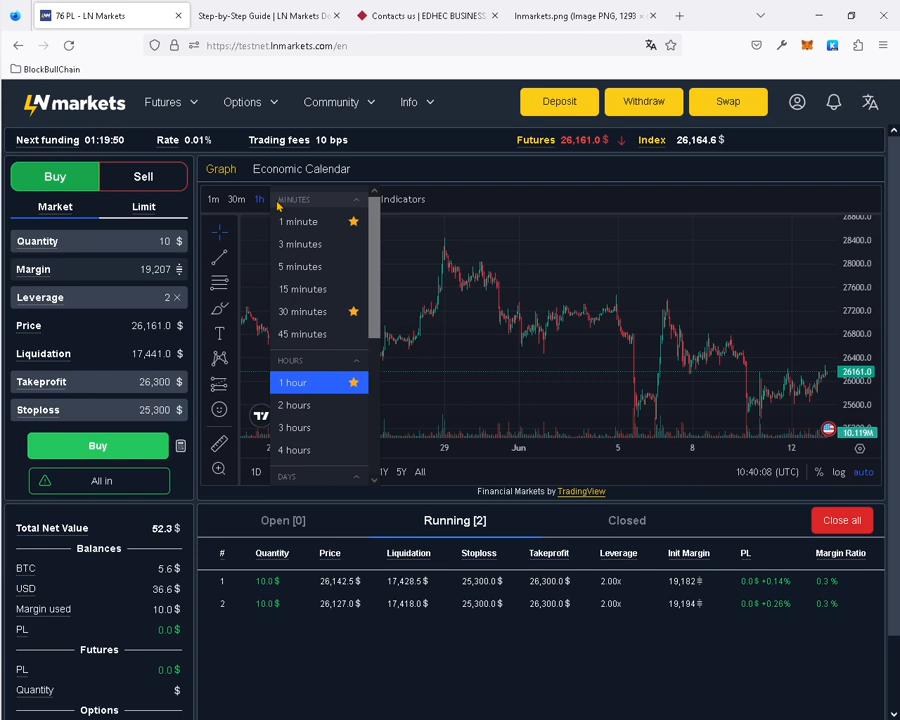 76 PL - LN Markets
Step-by-Step Guide | LN Markets Do
Contacts us | EDHEC BUSINESS
lnmarkets.png (Image PNG, 1293 ×
https://testnet.lnmarkets.com/en
BlockBullChain
LN markets
Futures
Options
Community
Info
Deposit
Withdraw
Swap
Next funding 01:19:50
Rate 0.01%
Trading fees 10 bps
Futures 26,161.0 $ ↓
Index 26,164.6 $
Buy
Sell
Market
Limit
Quantity 10 $
Margin 19,207
Leverage 2 ×
Price 26,161.0 $
Liquidation 17,441.0 $
Takeprofit 26,300 $
Stoploss 25,300 $
Buy
All in
Graph
Economic Calendar
1m 30m 1h
Indicators
MINUTES
1 minute
3 minutes
5 minutes
15 minutes
30 minutes
45 minutes
HOURS
1 hour
2 hours
3 hours
4 hours
DAYS
28800.0
28400.0
28000.0
27600.0
27200.0
26800.0
26400.0
26161.0
26000.0
25600.0
10.119M
29 Jun 5 8 12
1D
1Y 5Y All
10:40:08 (UTC) % log auto
Financial Markets by TradingView
Total Net Value 52.3 $
Balances
BTC 5.6 $
USD 36.6 $
Margin used 10.0 $
PL 0.0 $
Futures
PL 0.0 $
Quantity $
Options
Open [0]
Running [2]
Closed
Close all
# Quantity Price Liquidation Stoploss Takeprofit Leverage Init Margin PL Margin Ratio
1 10.0 $ 26,142.5 $ 17,428.5 $ 25,300.0 $ 26,300.0 $ 2.00x 19,182 0.0 $ +0.14% 0.3 %
2 10.0 $ 26,127.0 $ 17,418.0 $ 25,300.0 $ 26,300.0 $ 2.00x 19,194 0.0 $ +0.26% 0.3 %